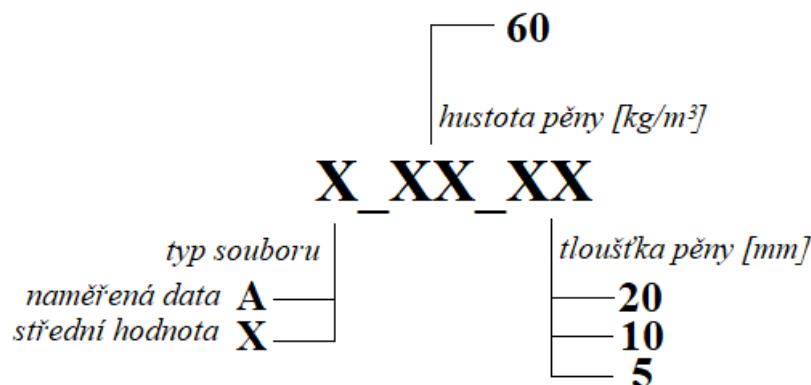 60
hustota pěny [kg/m³]
X_XX_XX
typ souboru
tloušťka pěny [mm]
naměřená data A
20
střední hodnota X
10
5